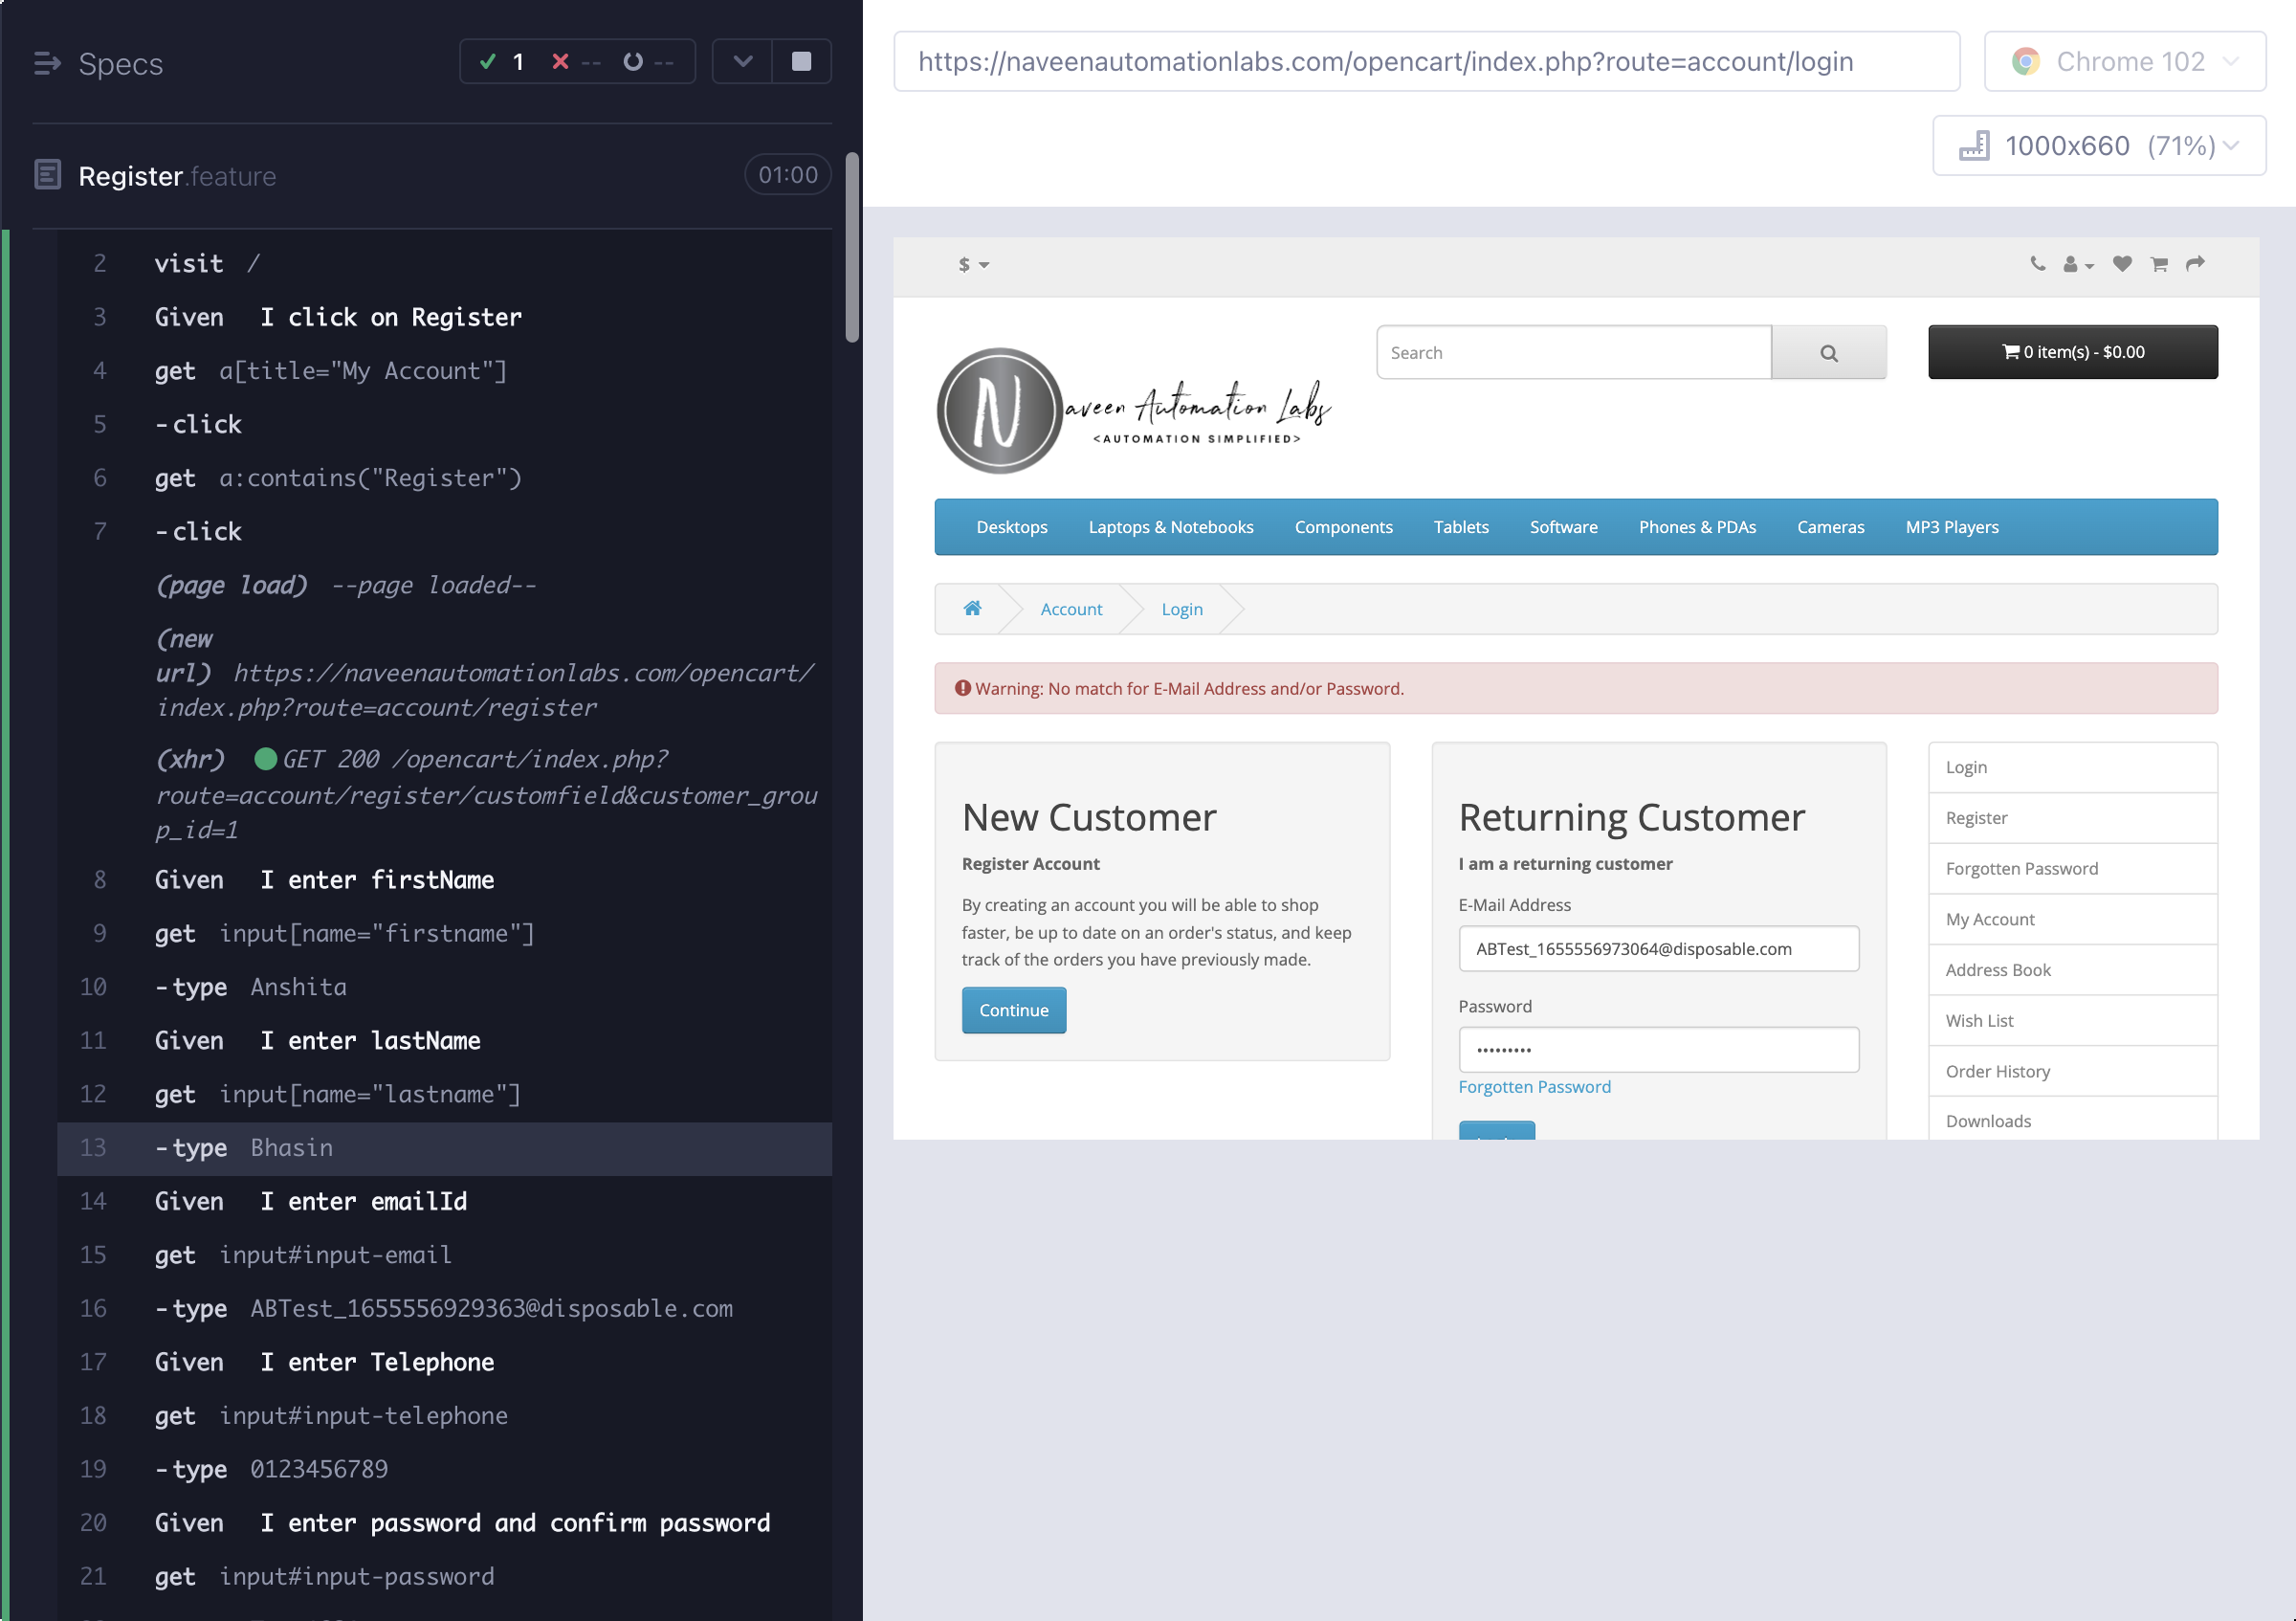 Specs
1 -- --
Register.feature 01:00
2 visit /
3 Given I click on Register
4 get a[title="My Account"]
5 -click
6 get a:contains("Register")
7 -click
(page load) --page loaded--
(new
url) https://naveenautomationlabs.com/opencart/
index.php?route=account/register
(xhr) GET 200 /opencart/index.php?
route=account/register/customfield&customer_grou
p_id=1
8 Given I enter firstName
9 get input[name="firstname"]
10 -type Anshita
11 Given I enter lastName
12 get input[name="lastname"]
13 -type Bhasin
14 Given I enter emailId
15 get input#input-email
16 -type ABTest_1655556929363@disposable.com
17 Given I enter Telephone
18 get input#input-telephone
19 -type 0123456789
20 Given I enter password and confirm password
21 get input#input-password
https://naveenautomationlabs.com/opencart/index.php?route=account/login
Chrome 102
1000x660 (71%)
$
Search
0 item(s) - $0.00
Naveen Automation Labs
<AUTOMATION SIMPLIFIED>
Desktops Laptops & Notebooks Components Tablets Software Phones & PDAs Cameras MP3 Players
Account Login
Warning: No match for E-Mail Address and/or Password.
New Customer
Register Account
By creating an account you will be able to shop
faster, be up to date on an order's status, and keep
track of the orders you have previously made.
Continue
Returning Customer
I am a returning customer
E-Mail Address
ABTest_1655556973064@disposable.com
Password
•••••••••
Forgotten Password
Login
Register
Forgotten Password
My Account
Address Book
Wish List
Order History
Downloads